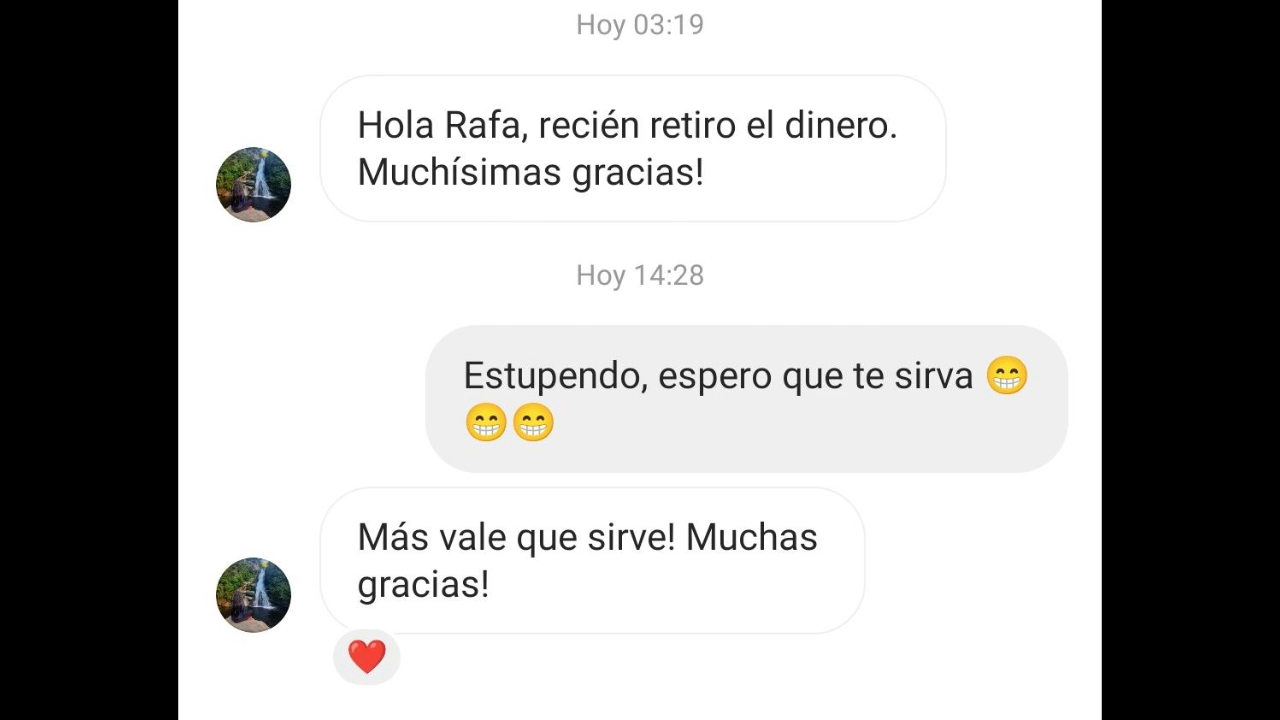 Hoy 03:19
Hola Rafa, recién retiro el dinero.
Muchísimas gracias!
Hoy 14:28
Estupendo, espero que te sirva 😁
😁😁
Más vale que sirve! Muchas
gracias!
❤️